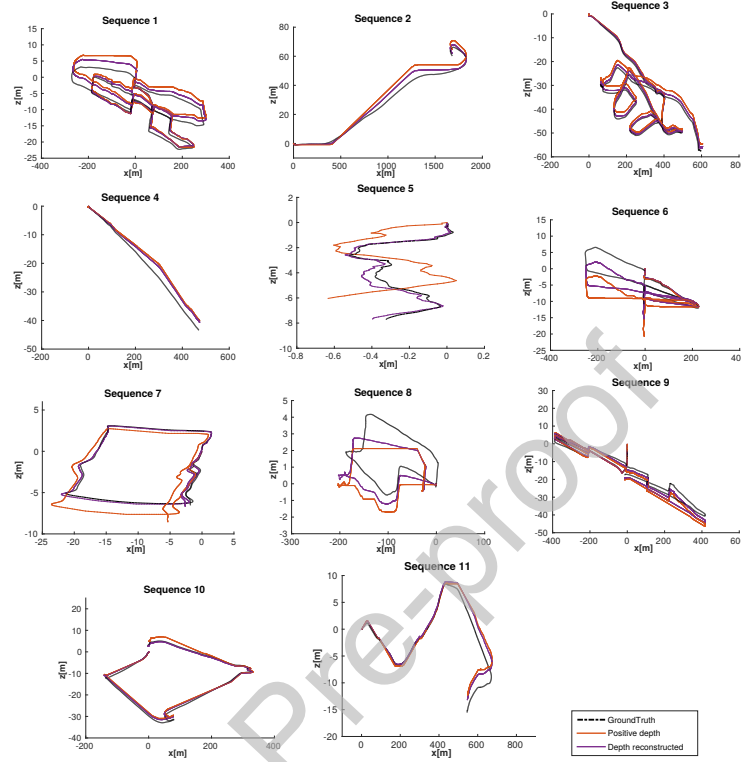 Sequence 1
z[m]
15
10
5
0
-5
-10
-15
-20
-25
-400 -200 0 200 400
x[m]
Sequence 2
z[m]
80
60
40
20
0
0 500 1000 1500 2000
x[m]
Sequence 3
z[m]
0
-10
-20
-30
-40
-50
-60
-200 0 200 400 600 800
x[m]
Sequence 4
z[m]
0
-10
-20
-30
-40
-50
-200 0 200 400 600
x[m]
Sequence 5
z[m]
2
0
-2
-4
-6
-8
-10
-0.8 -0.6 -0.4 -0.2 0 0.2
x[m]
Sequence 6
z[m]
15
10
5
0
-5
-10
-15
-20
-25
-400 -200 0 200 400
x[m]
Sequence 7
z[m]
5
0
-5
-10
-25 -20 -15 -10 -5 0 5
x[m]
Sequence 8
z[m]
5
4
3
2
1
0
-1
-2
-3
-300 -200 -100 0 100
x[m]
Sequence 9
z[m]
30
20
10
0
-10
-20
-30
-40
-50
-400 -200 0 200 400 600
x[m]
Sequence 10
z[m]
20
10
0
-10
-20
-30
-40
-200 0 200 400 600
x[m]
Sequence 11
z[m]
10
5
0
-5
-10
-15
-20
0 200 400 600 800
x[m]
GroundTruth
Positive depth
Depth reconstructed
Pre-proof